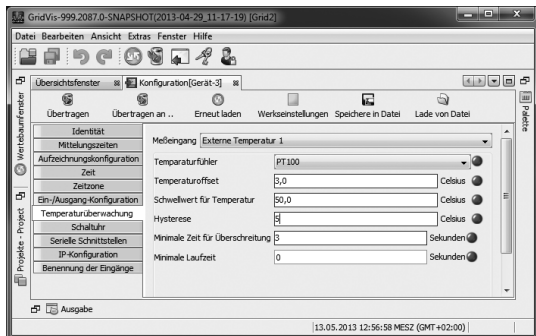 GridVis-999.2087.0-SNAPSHOT(2013-04-29_11-17-19) [Grid2]
Datei Bearbeiten Ansicht Extras Fenster Hilfe
Übersichtsfenster Konfiguration[Gerät-3]
Übertragen Übertragen an .. Erneut laden Werkseinstellungen Speichere in Datei Lade von Datei
Wertebaumfenster
Projekte - Project
Palette
Identität
Mittelungszeiten
Aufzeichnungskonfiguration
Zeit
Zeitzone
Ein-/Ausgang-Konfiguration
Temperaturüberwachung
Schaltuhr
Serielle Schnittstellen
IP-Konfiguration
Benennung der Eingänge
Meßeingang Externe Temperatur 1
Temparaturfühler PT100
Temperaturoffset 3,0 Celsius
Schwellwert für Temperatur 50,0 Celsius
Hysterese 5 Celsius
Minimale Zeit für Überschreitung 3 Sekunden
Minimale Laufzeit 0 Sekunden
Ausgabe
13.05.2013 12:56:58 MESZ (GMT+02:00)